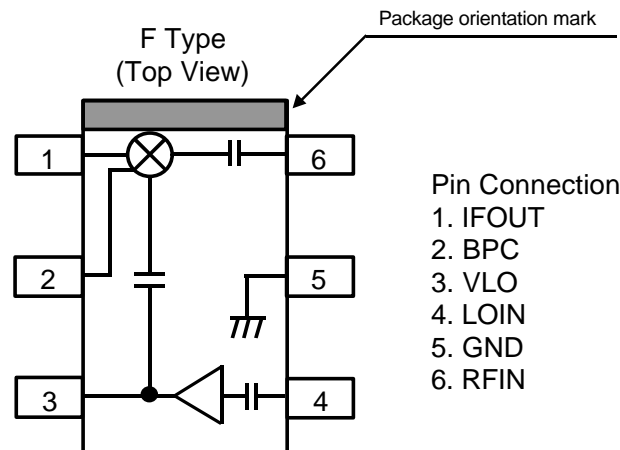 Package orientation mark
F Type
(Top View)
1
6
2
5
3
4
Pin Connection
1. IFOUT
2. BPC
3. VLO
4. LOIN
5. GND
6. RFIN